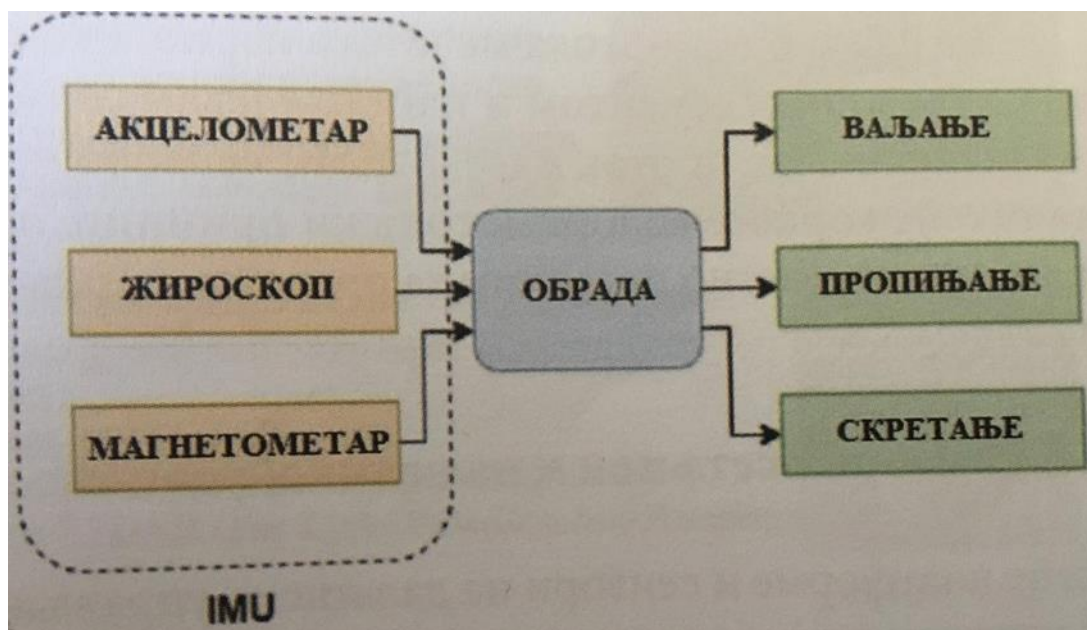 АКЦЕЛОМЕТАР
ЖИРОСКОП
МАГНЕТОМЕТАР
IMU
ОБРАДА
ВАЉАЊЕ
ПРОПИЊАЊЕ
СКРЕТАЊЕ